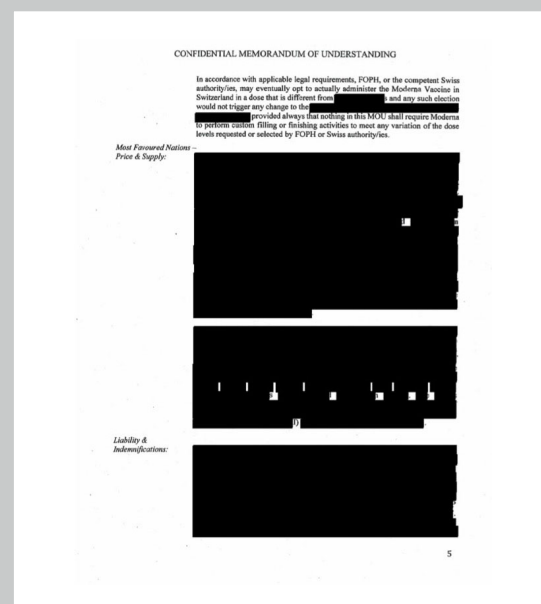 CONFIDENTIAL MEMORANDUM OF UNDERSTANDING
In accordance with applicable legal requirements, FOPH, or the competent Swiss
authority/ies, may eventually opt to actually administer the Moderna Vaccine in
Switzerland in a dose that is different from s and any such election
would not trigger any change to the
provided always that nothing in this MOU shall require Moderna
to perform custom filling or finishing activities to meet any variation of the dose
levels requested or selected by FOPH or Swiss authority/ies.
Most Favoured Nations –
Price & Supply:
Liability &
Indemnifications:
5